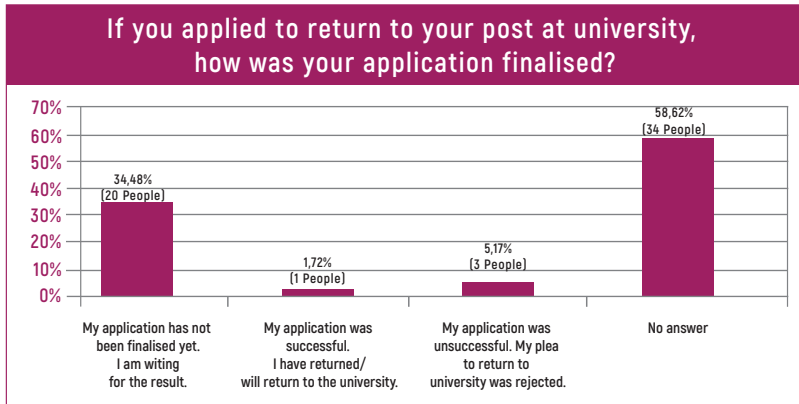 If you applied to return to your post at university,
how was your application finalised?
70%
60%
50%
40%
30%
20%
10%
0%
34,48%
(20 People)
1,72%
(1 People)
5,17%
(3 People)
58,62%
(34 People)
My application has not
been finalised yet.
I am witing
for the result.
My application was
successful.
I have returned/
will return to the university.
My application was
unsuccessful. My plea
to return to
university was rejected.
No answer